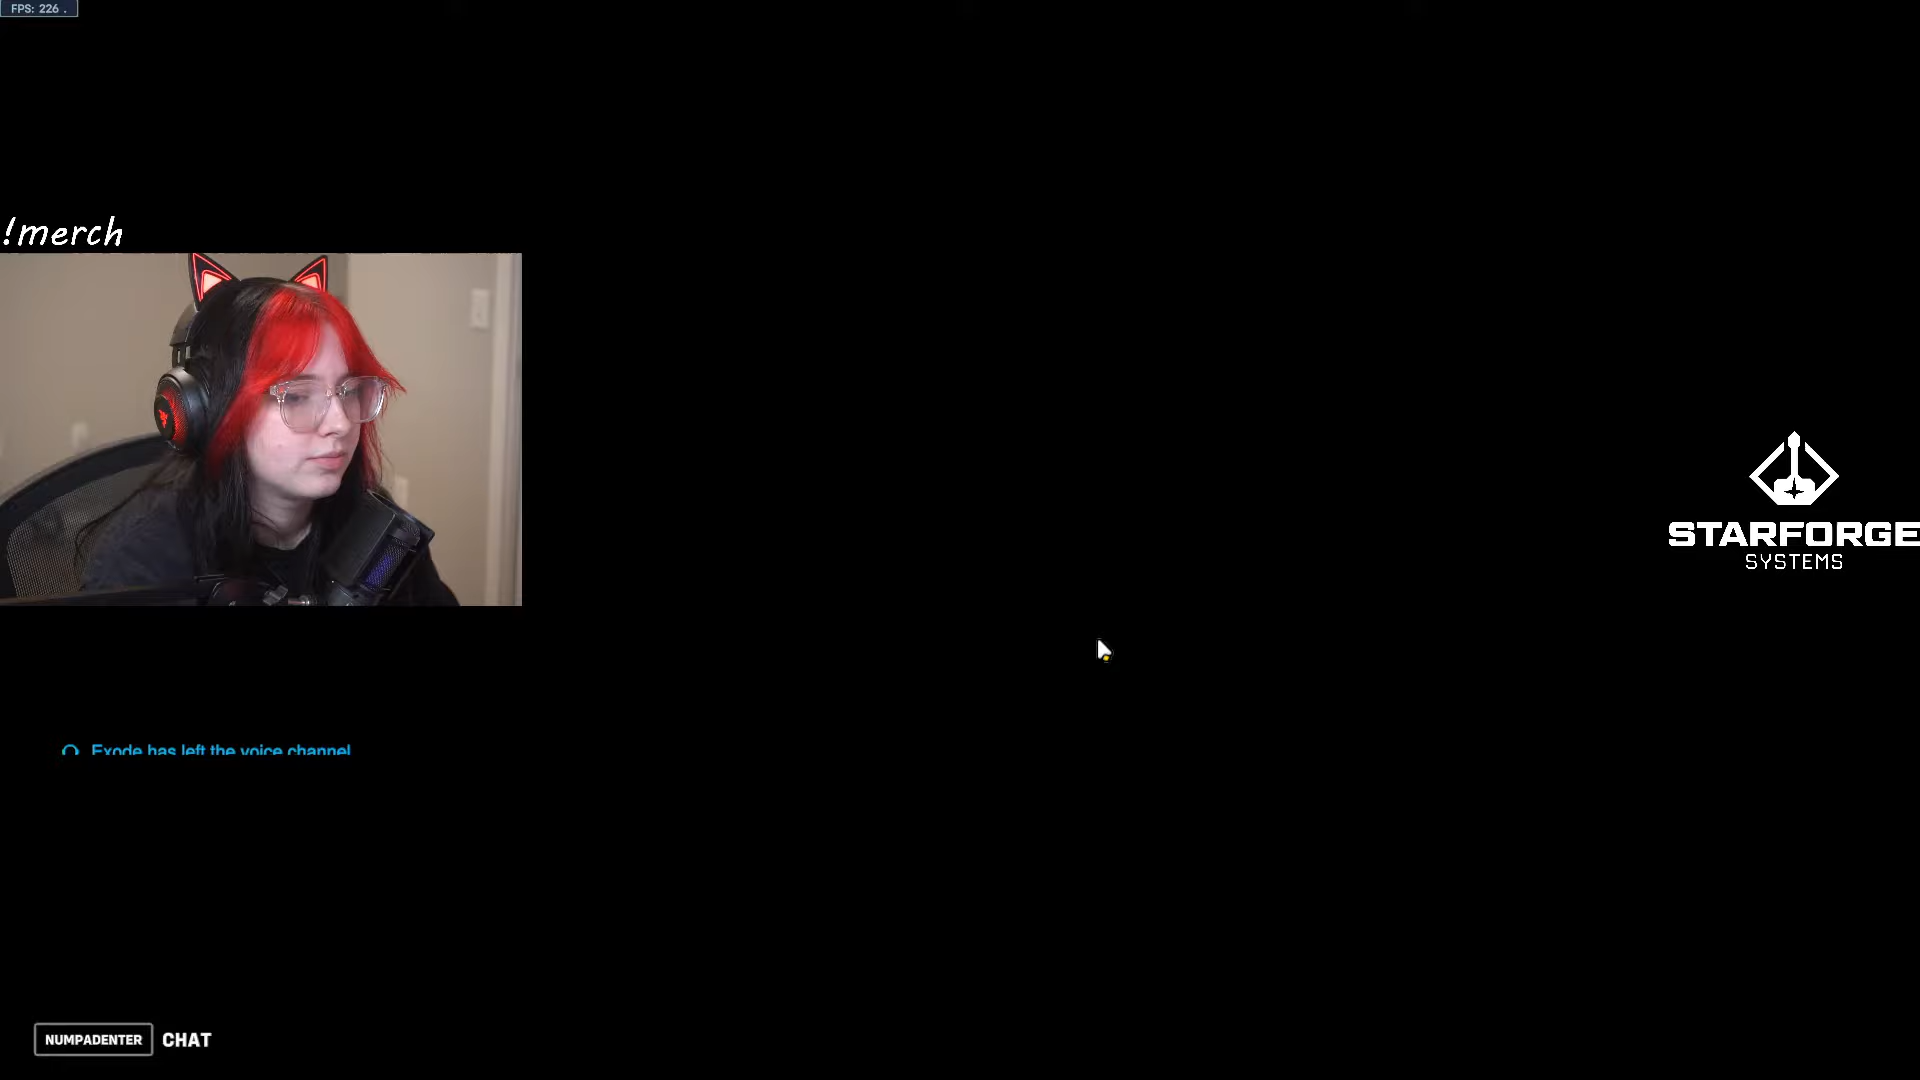 FPS: 226 .
!merch
STARFORGE
SYSTEMS
Exode has left the voice channel
NUMPADENTER CHAT